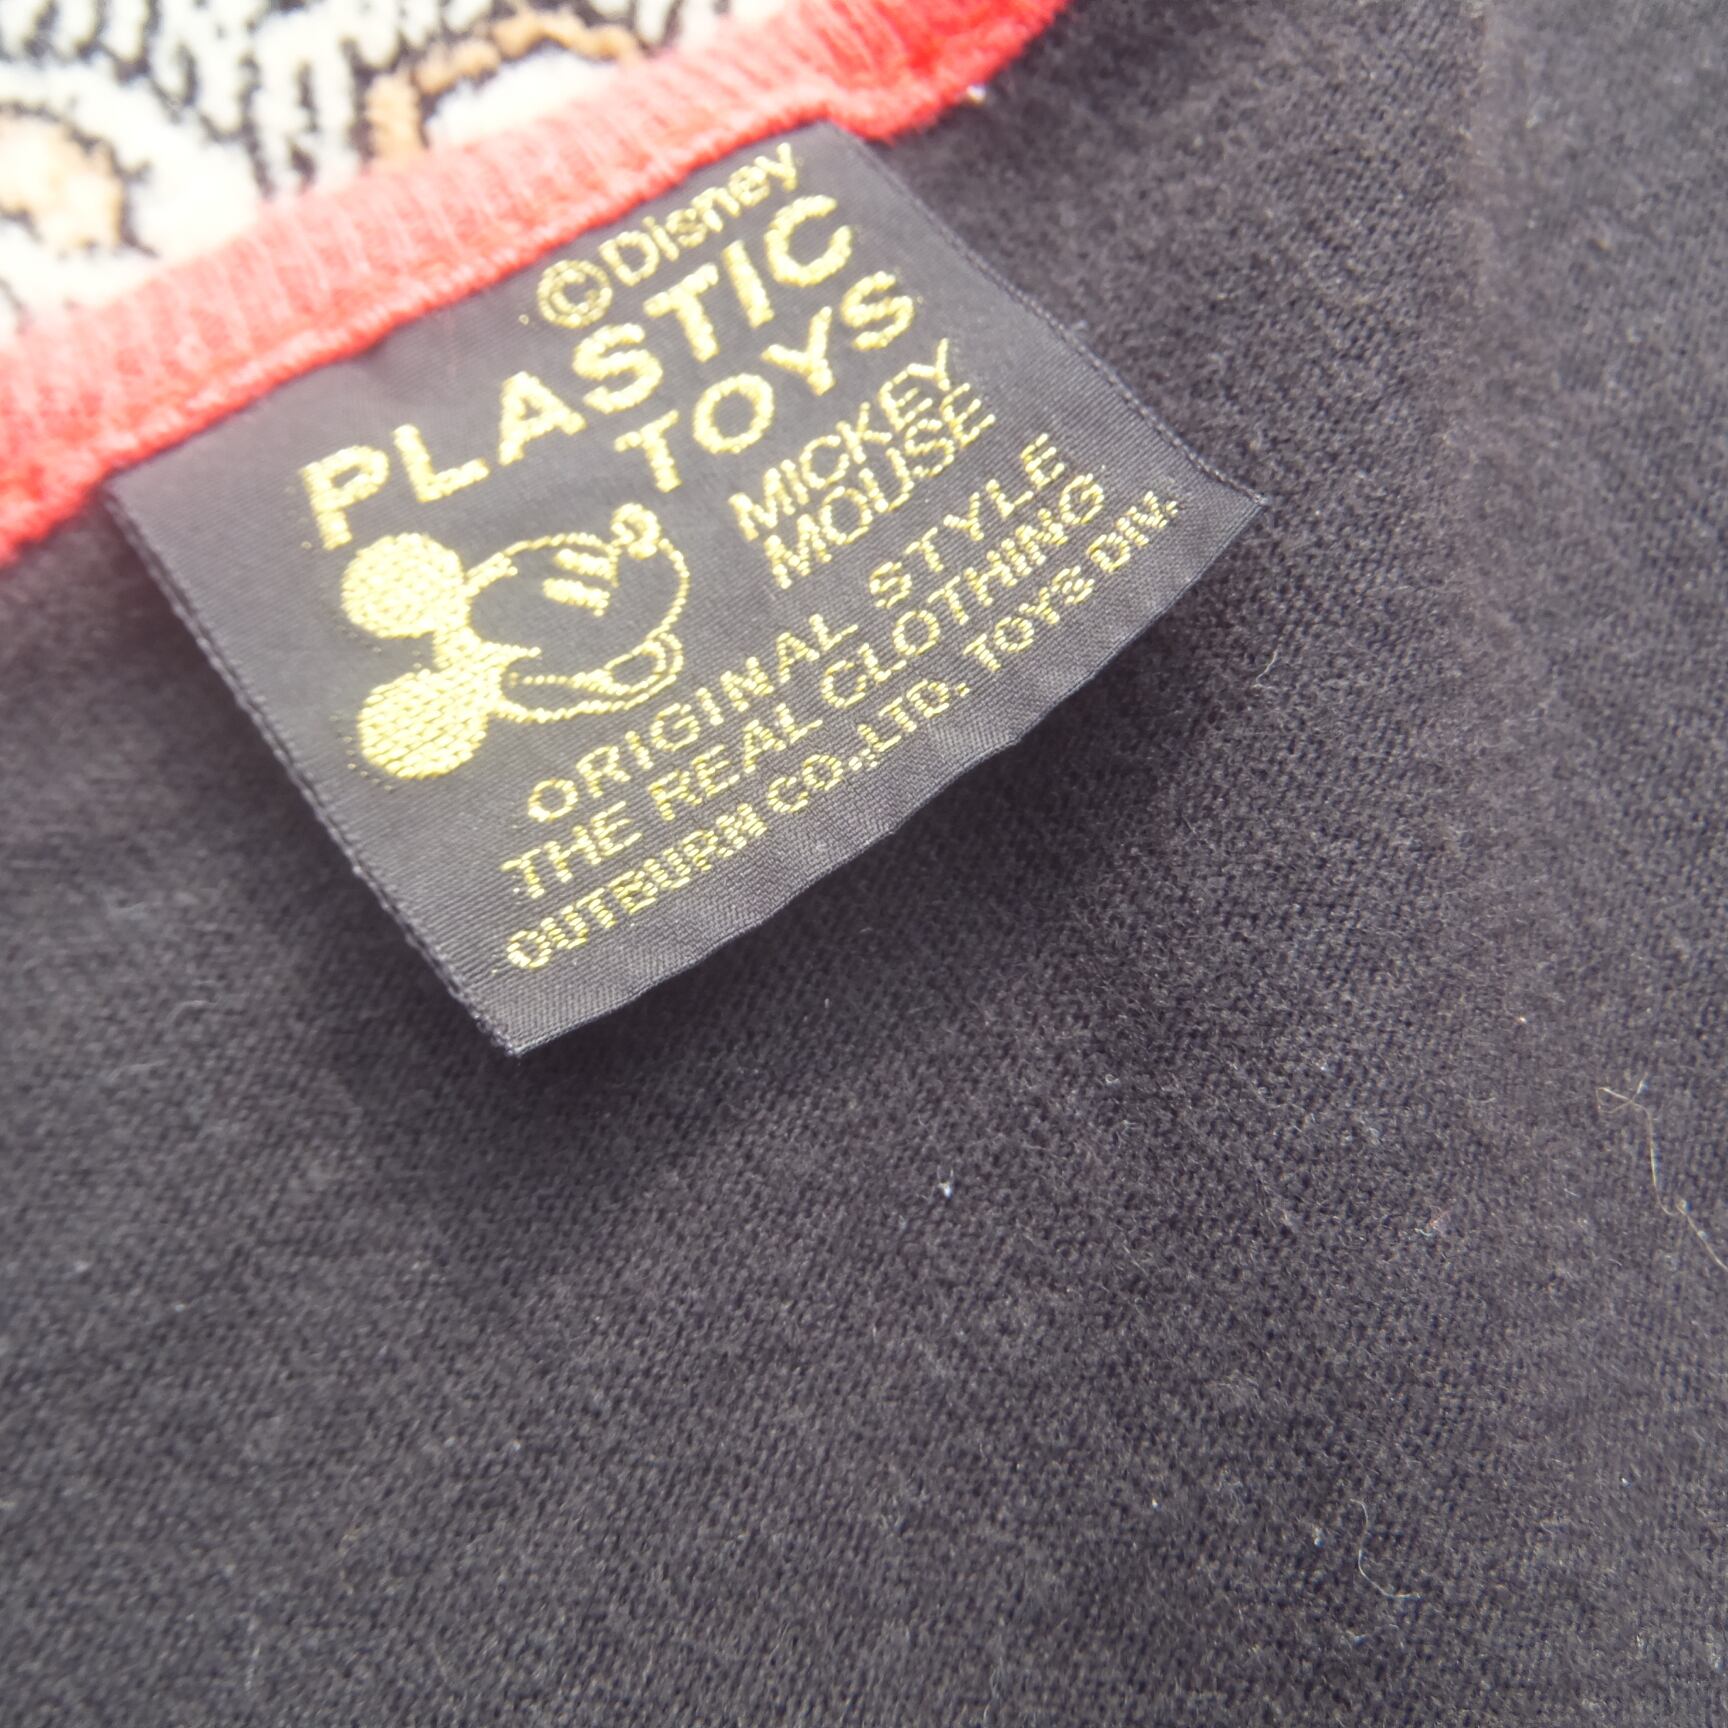 ©Disney
PLASTIC
TOYS
MICKEY
MOUSE
ORIGINAL STYLE
THE REAL CLOTHING
OUTBURN CO.,LTD. TOYS DIV.